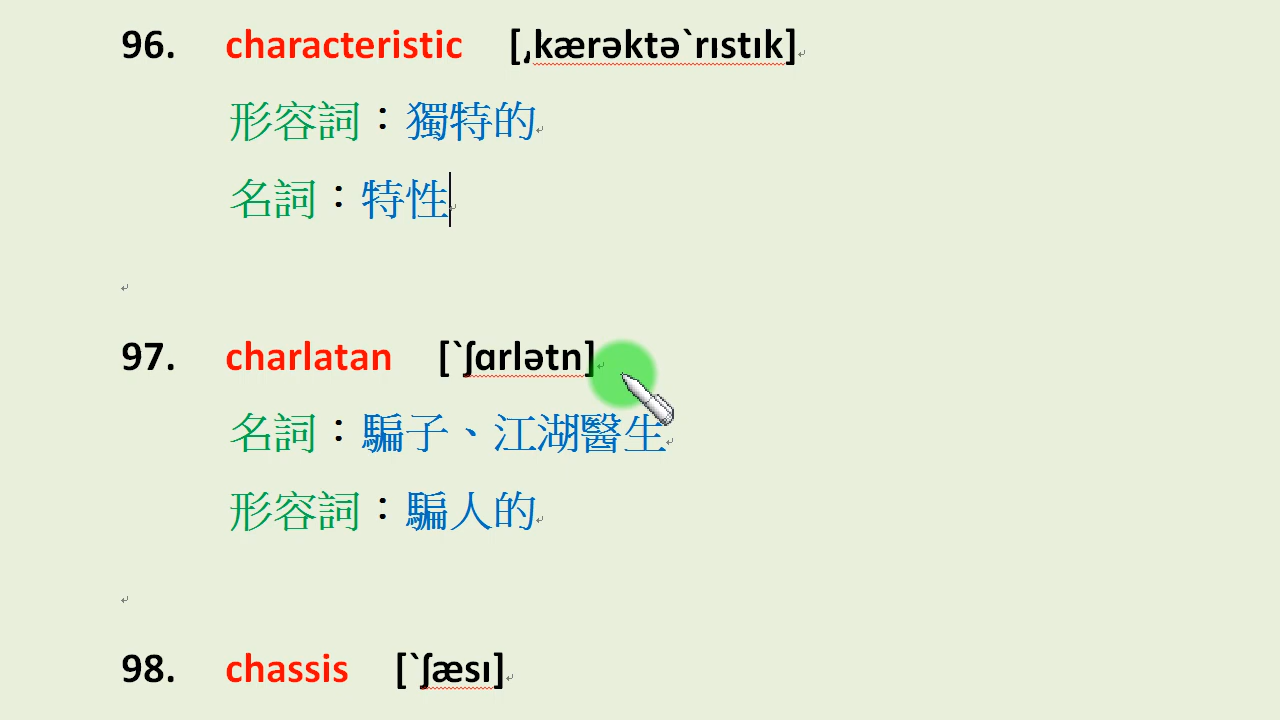 96. characteristic [͵kærəktə`rɪstɪk]
形容詞：獨特的
名詞：特性
97. charlatan [`ʃɑrlətn]
名詞：騙子、江湖醫生
形容詞：騙人的
98. chassis [`ʃæsɪ]